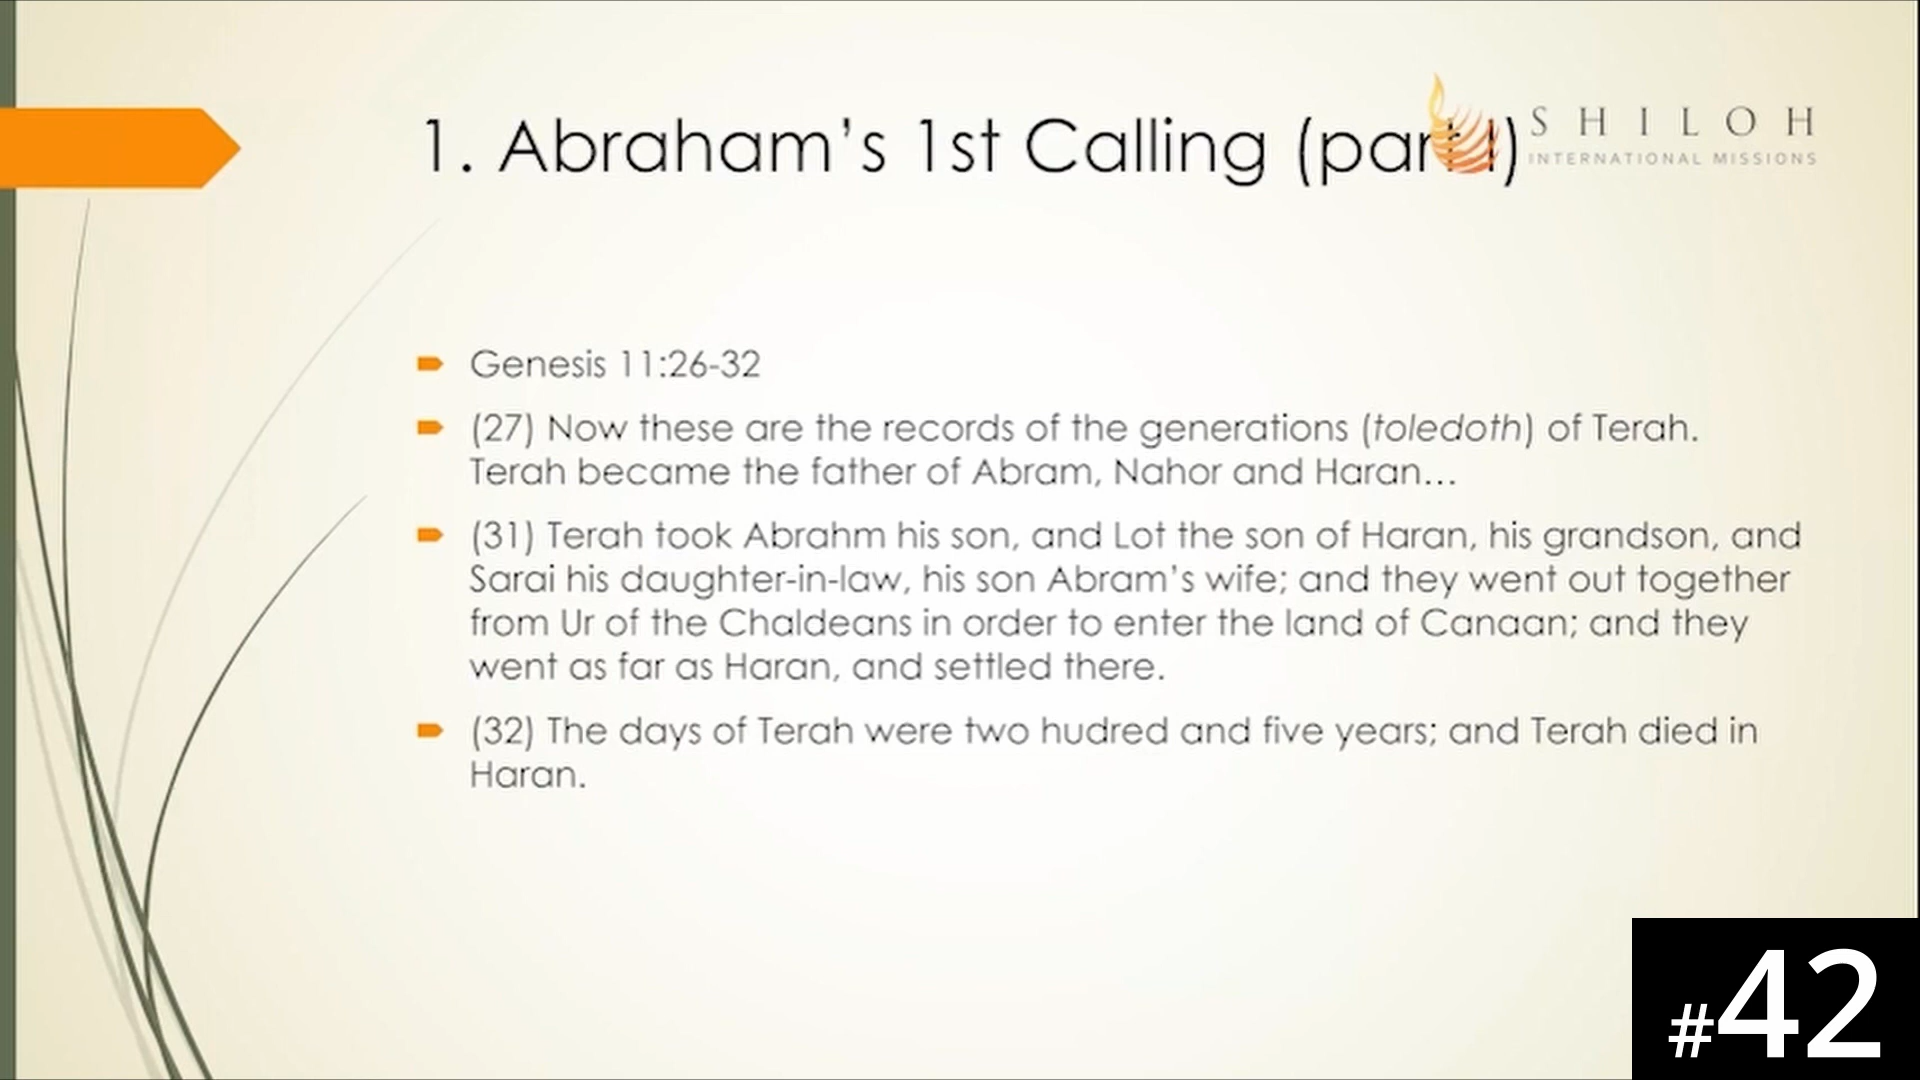 1. Abraham's 1st Calling (part I)
SHILOH
INTERNATIONAL MISSIONS
Genesis 11:26-32
(27) Now these are the records of the generations (toledoth) of Terah.
Terah became the father of Abram, Nahor and Haran...
(31) Terah took Abrahm his son, and Lot the son of Haran, his grandson, and
Sarai his daughter-in-law, his son Abram's wife; and they went out together
from Ur of the Chaldeans in order to enter the land of Canaan; and they
went as far as Haran, and settled there.
(32) The days of Terah were two hudred and five years; and Terah died in
Haran.
#42